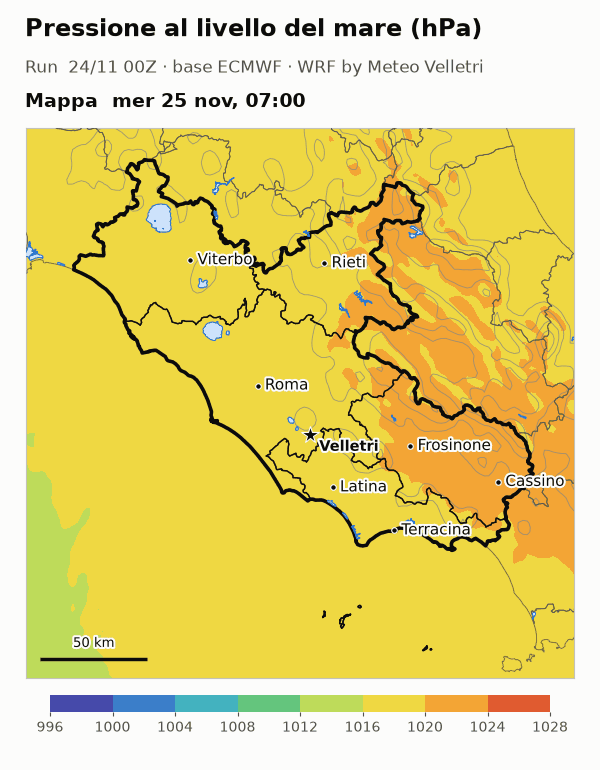 Pressione al livello del mare (hPa)
Run 24/11 00Z · base ECMWF · WRF by Meteo Velletri
Mappa mer 25 nov, 07:00
Viterbo
Rieti
Roma
Velletri
Frosinone
Cassino
Latina
Terracina
50 km
996 1000 1004 1008 1012 1016 1020 1024 1028